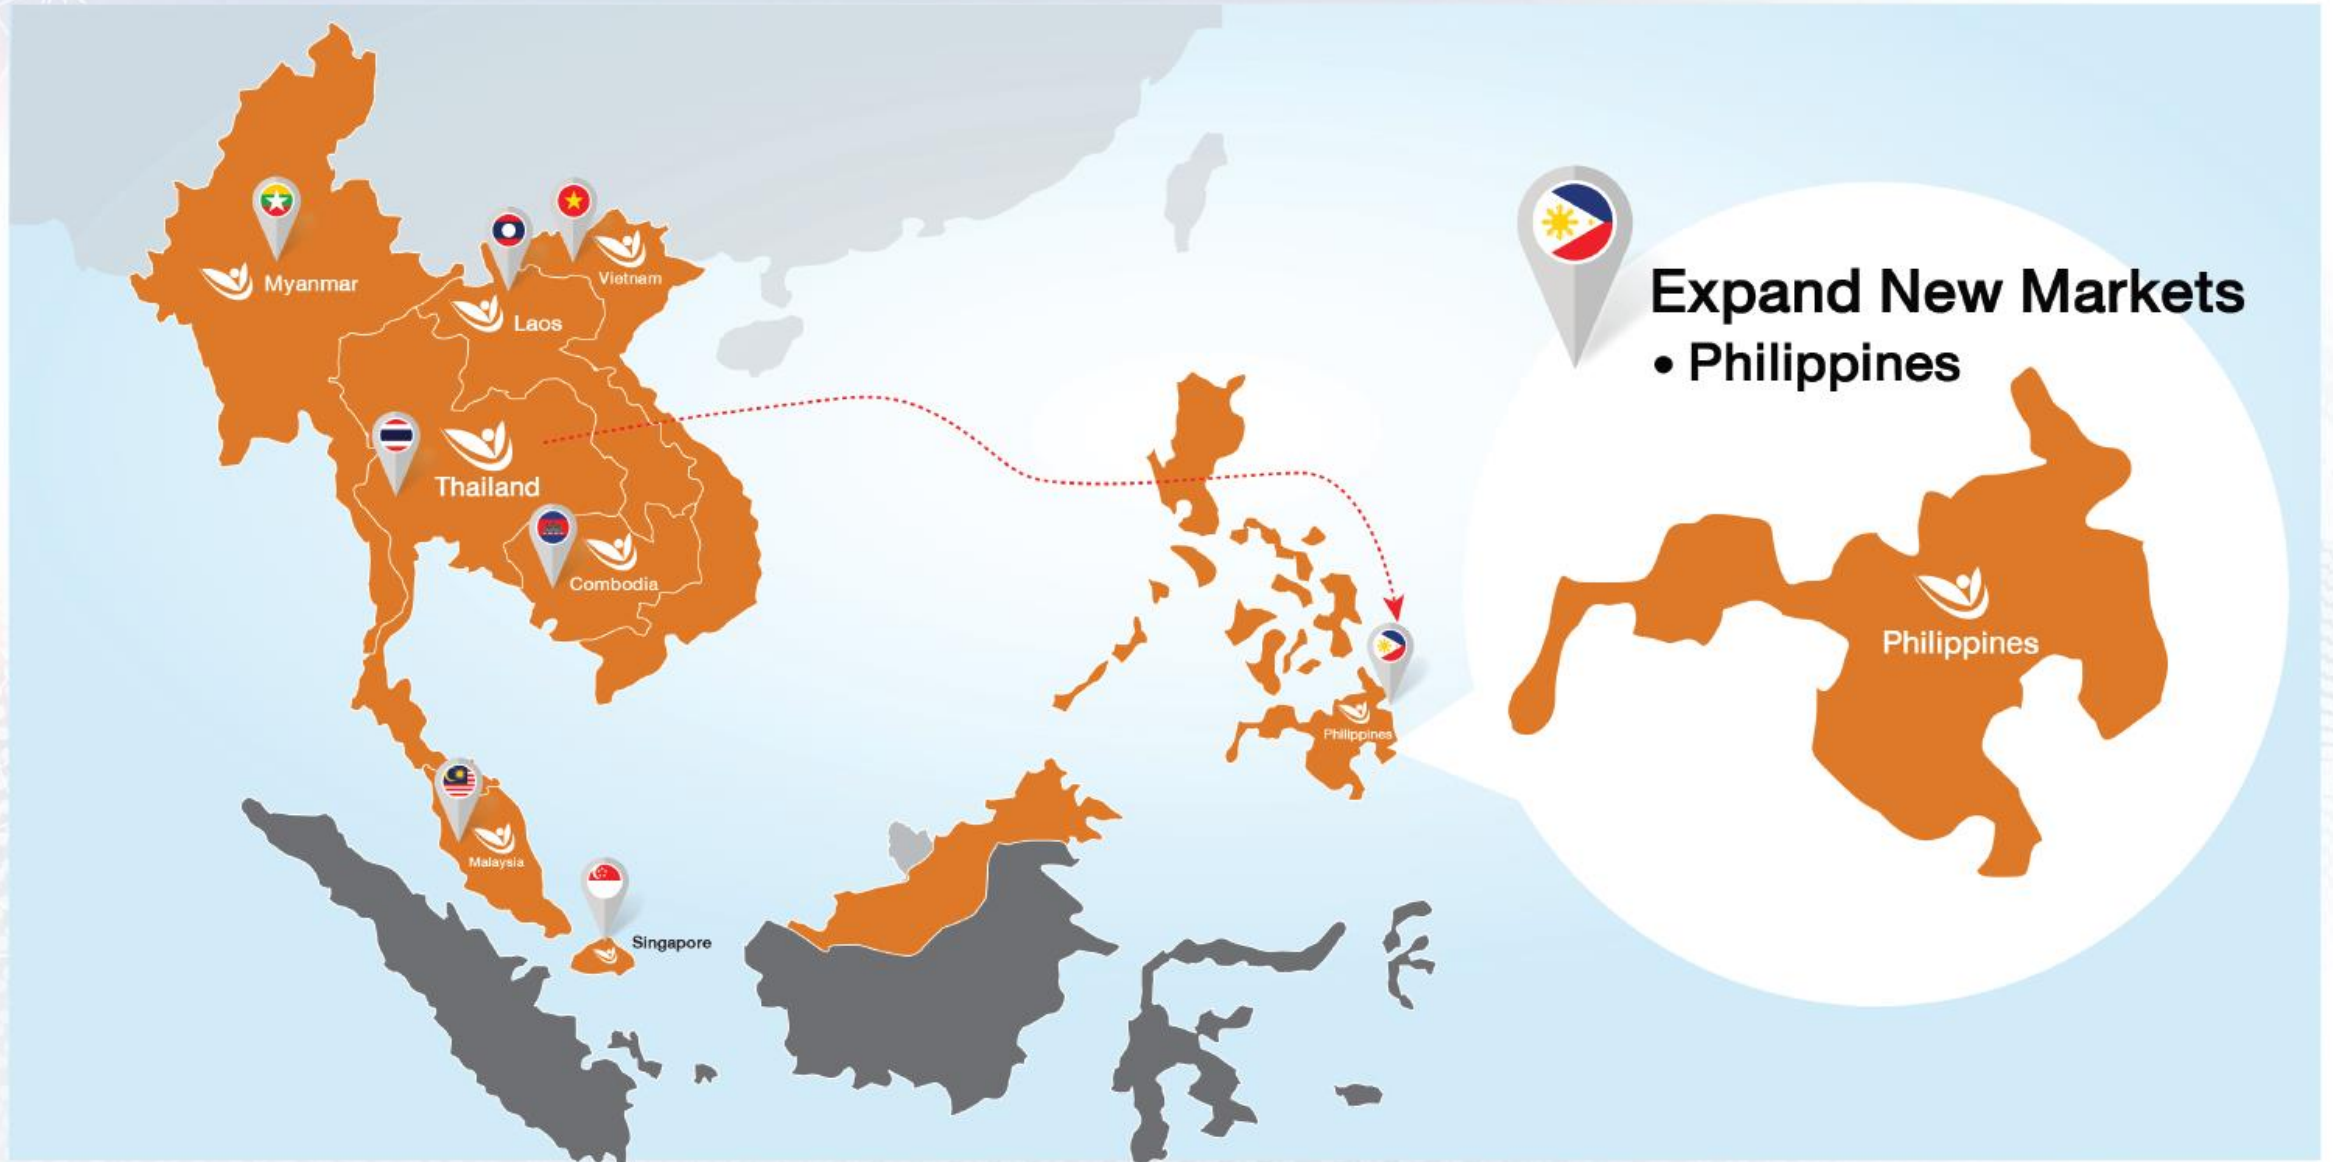 Myanmar
Vietnam
Laos
Thailand
Combodia
Malaysia
Singapore
Philippines
Expand New Markets
• Philippines
Philippines